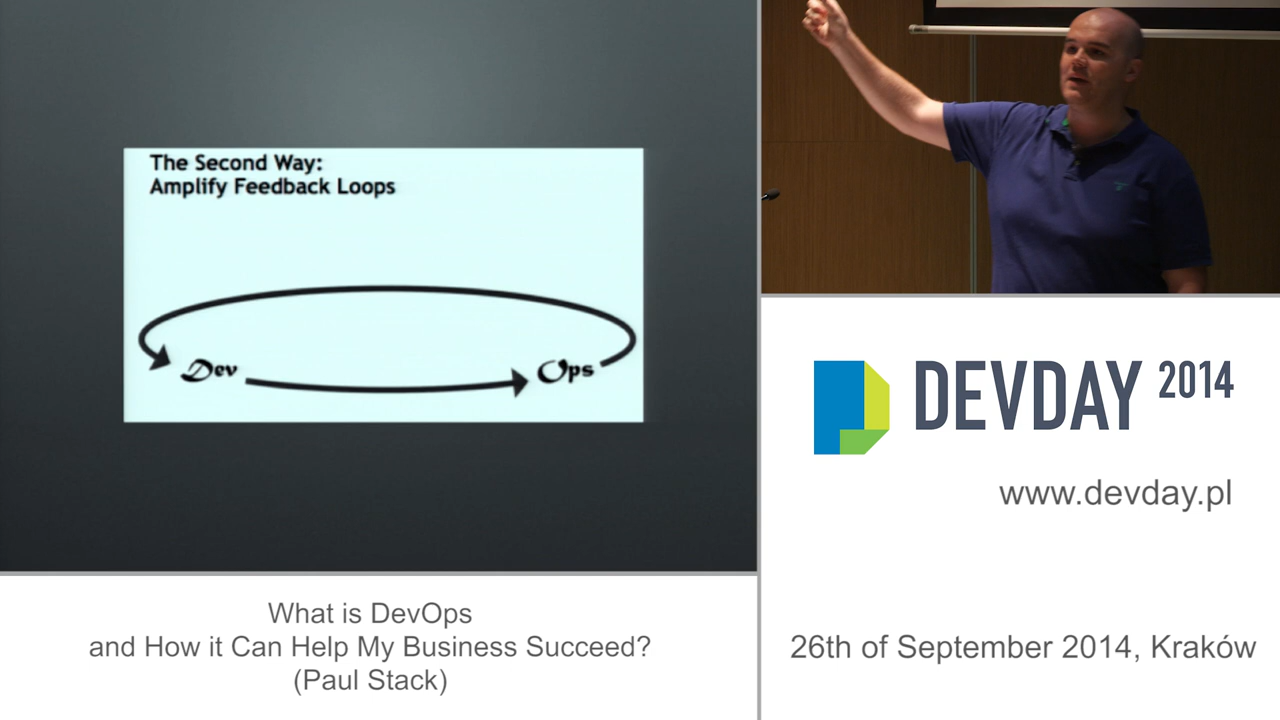 The Second Way:
Amplify Feedback Loops
Dev
Ops
DEVDAY 2014
www.devday.pl
What is DevOps
and How it Can Help My Business Succeed?
(Paul Stack)
26th of September 2014, Kraków